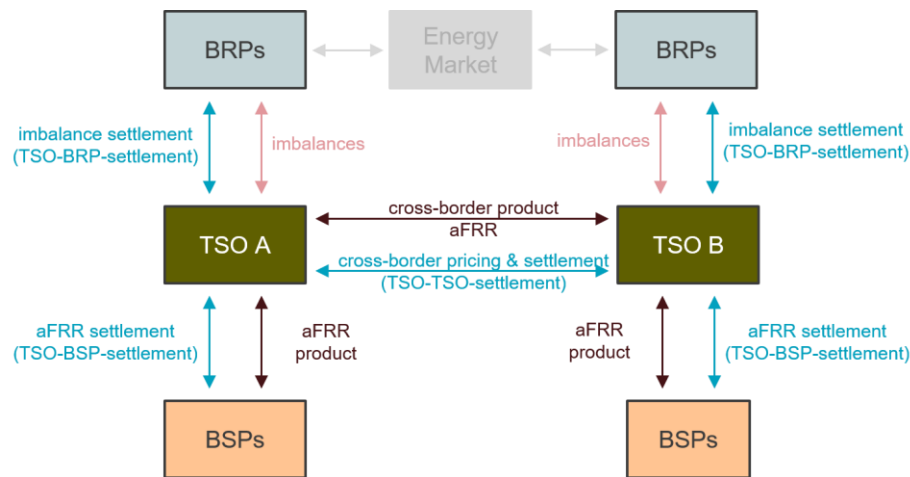 BRPs
Energy
Market
BRPs
imbalance settlement
(TSO-BRP-settlement)
imbalances
imbalances
imbalance settlement
(TSO-BRP-settlement)
TSO A
cross-border product
aFRR
cross-border pricing & settlement
(TSO-TSO-settlement)
TSO B
aFRR settlement
(TSO-BSP-settlement)
aFRR
product
aFRR
product
aFRR settlement
(TSO-BSP-settlement)
BSPs
BSPs